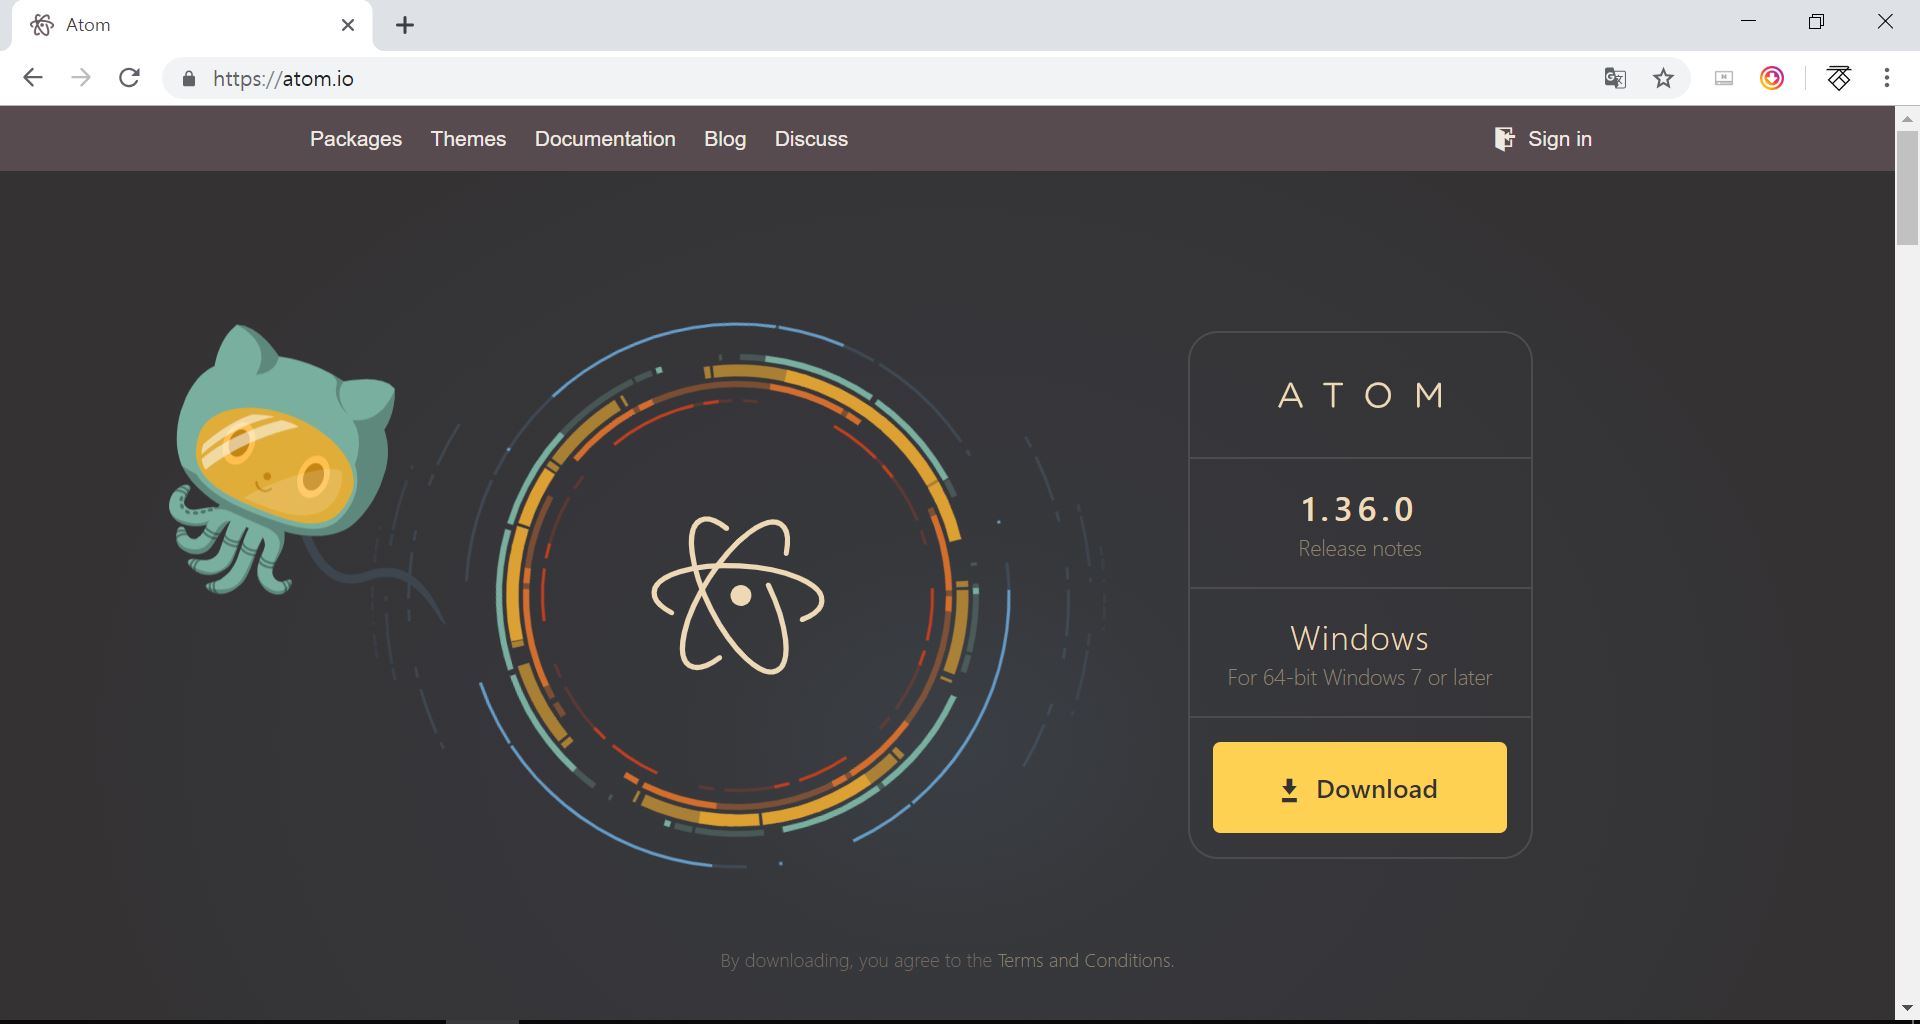 Atom
https://atom.io
Packages Themes Documentation Blog Discuss Sign in
ATOM
1.36.0
Release notes
Windows
For 64-bit Windows 7 or later
Download
By downloading, you agree to the Terms and Conditions.